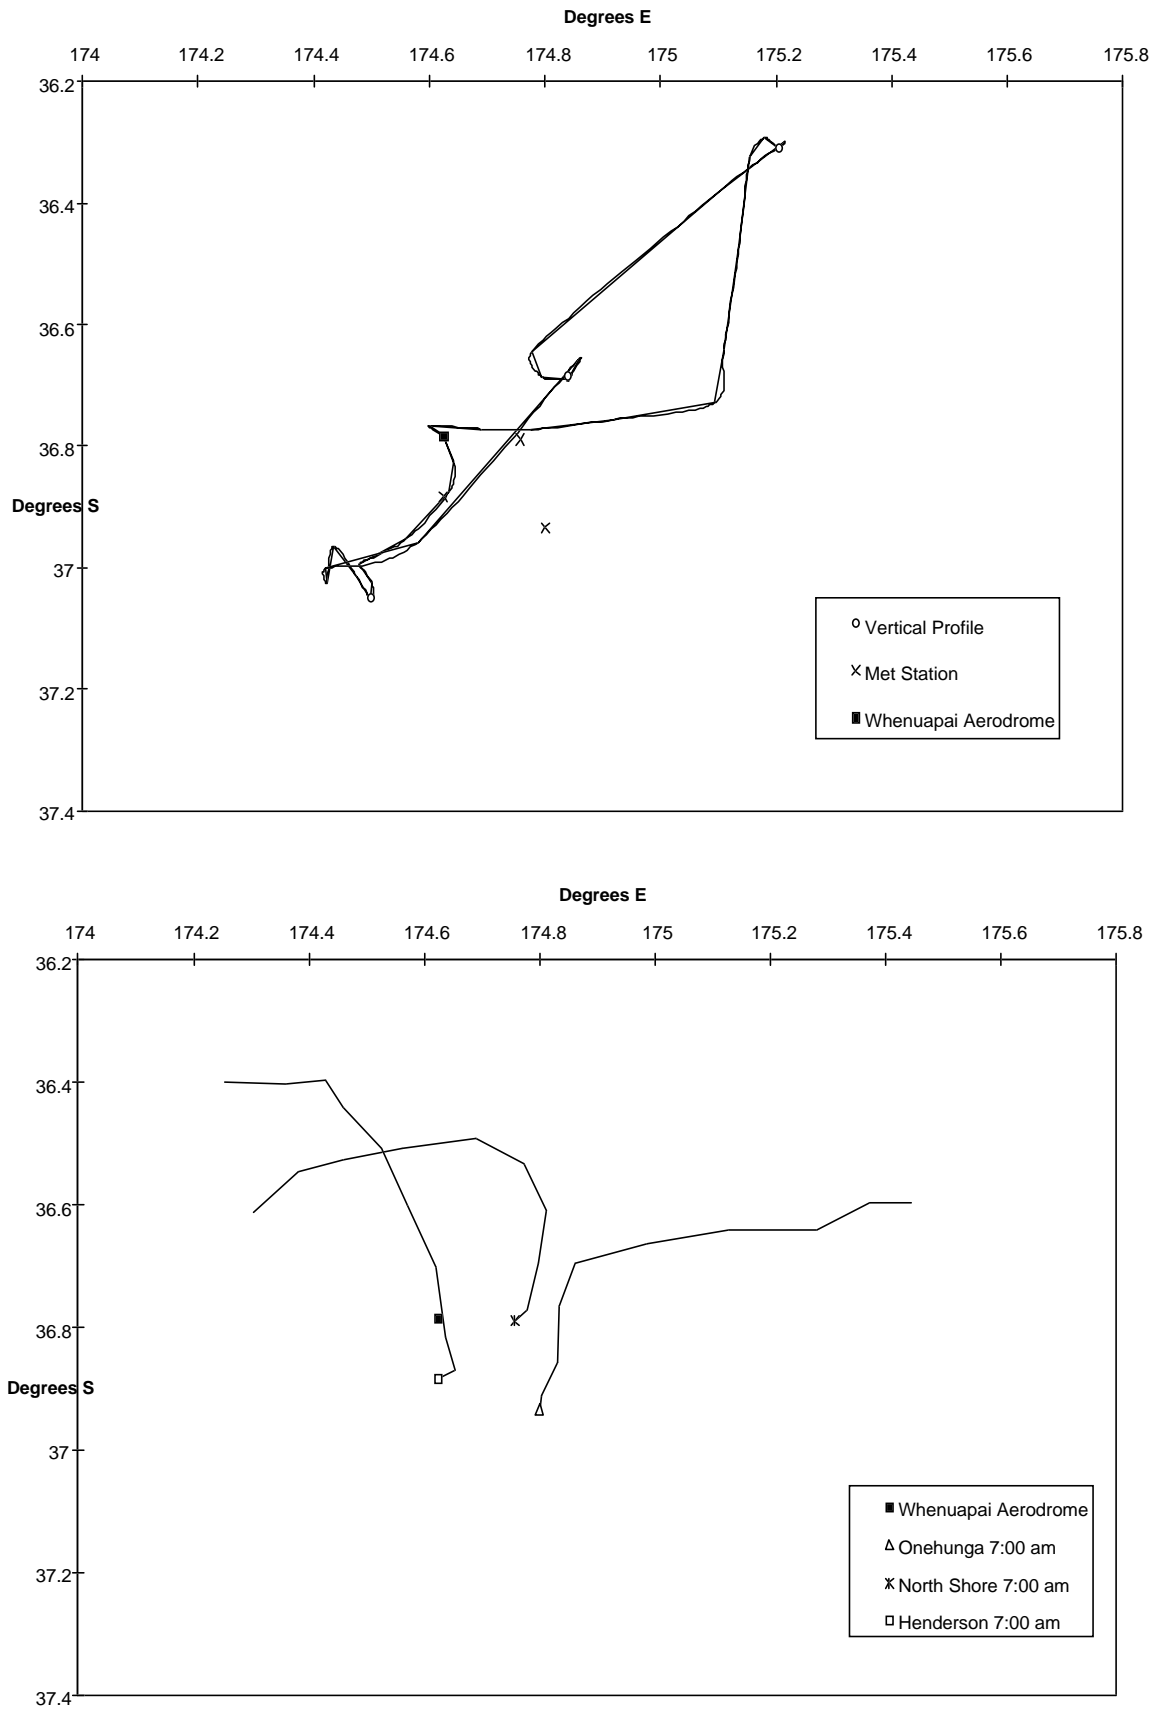 Degrees E
174 174.2 174.4 174.6 174.8 175 175.2 175.4 175.6 175.8
36.2
36.4
36.6
36.8
Degrees S
37
37.2
37.4
Vertical Profile
Met Station
Whenuapai Aerodrome
Degrees E
174 174.2 174.4 174.6 174.8 175 175.2 175.4 175.6 175.8
36.2
36.4
36.6
36.8
Degrees S
37
37.2
37.4
Whenuapai Aerodrome
Onehunga 7:00 am
North Shore 7:00 am
Henderson 7:00 am